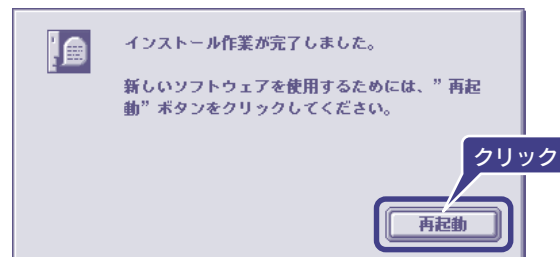 インストール作業が完了しました。
新しいソフトウェアを使用するためには、”再起
動”ボタンをクリックしてください。
クリック
再起動